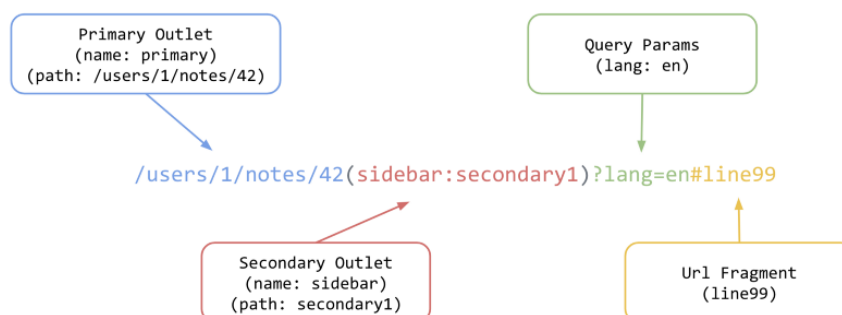 Primary Outlet
(name: primary)
(path: /users/1/notes/42)
Query Params
(lang: en)
/users/1/notes/42(sidebar:secondary1)?lang=en#line99
Secondary Outlet
(name: sidebar)
(path: secondary1)
Url Fragment
(line99)